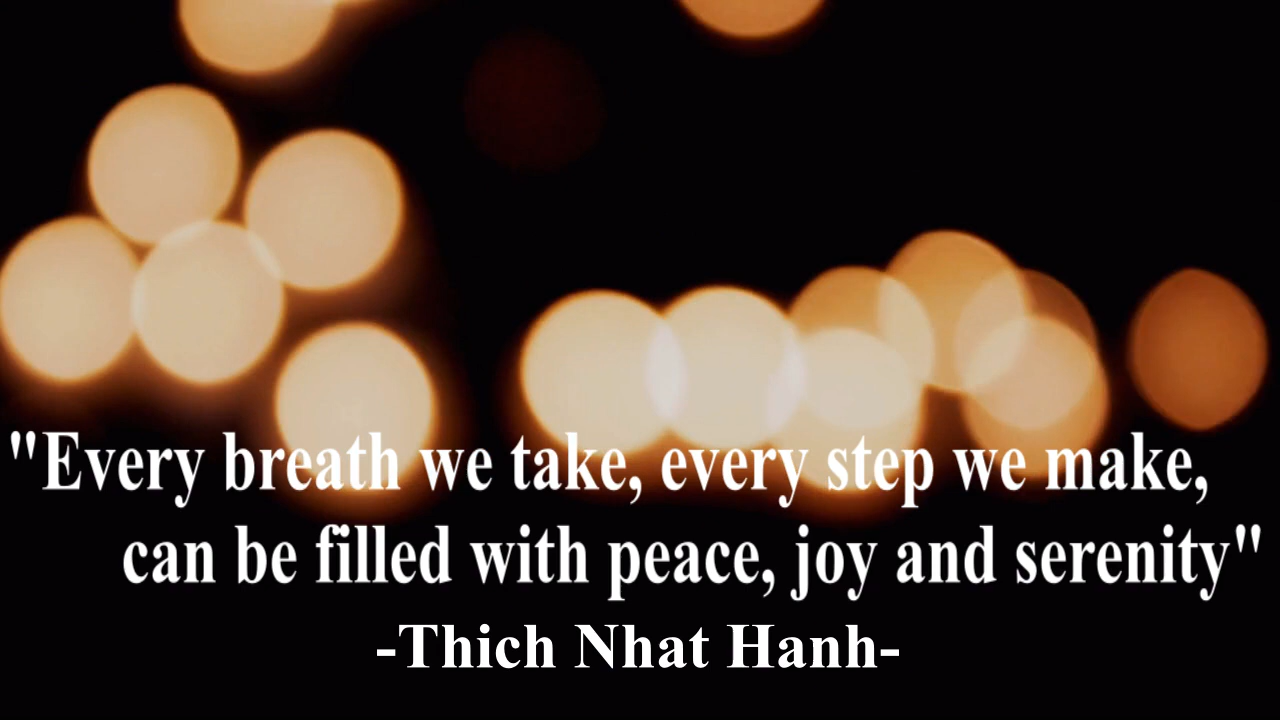 "Every breath we take, every step we make,
can be filled with peace, joy and serenity"
-Thich Nhat Hanh-